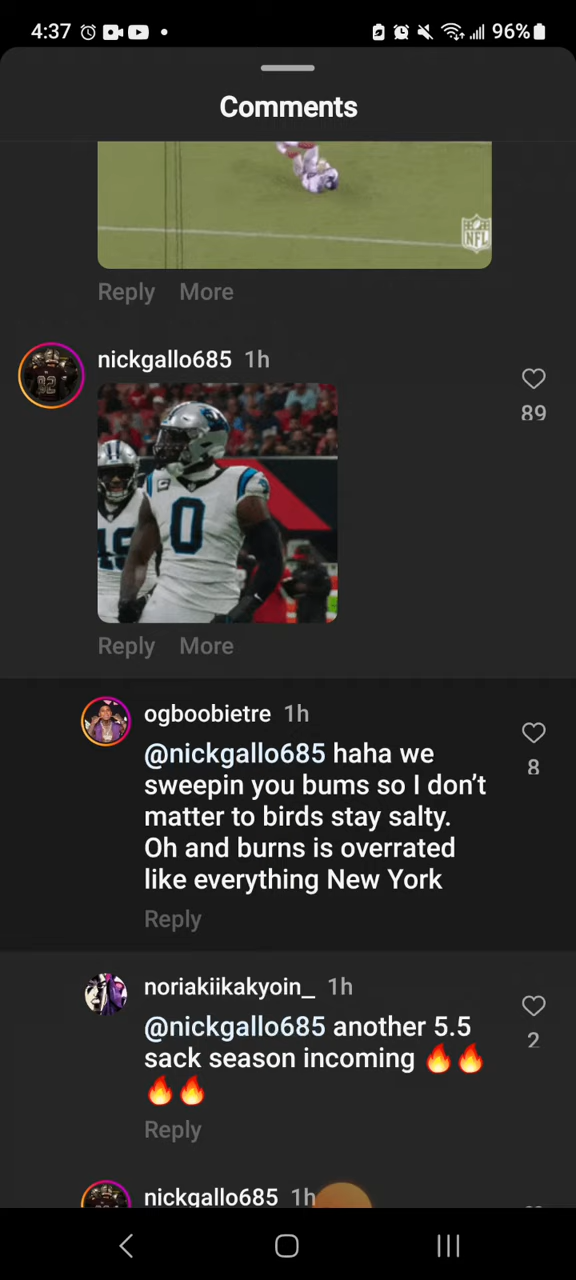 4:37 96%
Comments
NFL
Reply More
nickgallo685 1h
89
0
Reply More
ogboobietre 1h
@nickgallo685 haha we
sweepin you bums so I don’t
matter to birds stay salty.
Oh and burns is overrated
like everything New York
8
Reply
noriakiikakyoin_ 1h
@nickgallo685 another 5.5
sack season incoming 🔥🔥
🔥🔥
2
Reply
nickgallo685 1h